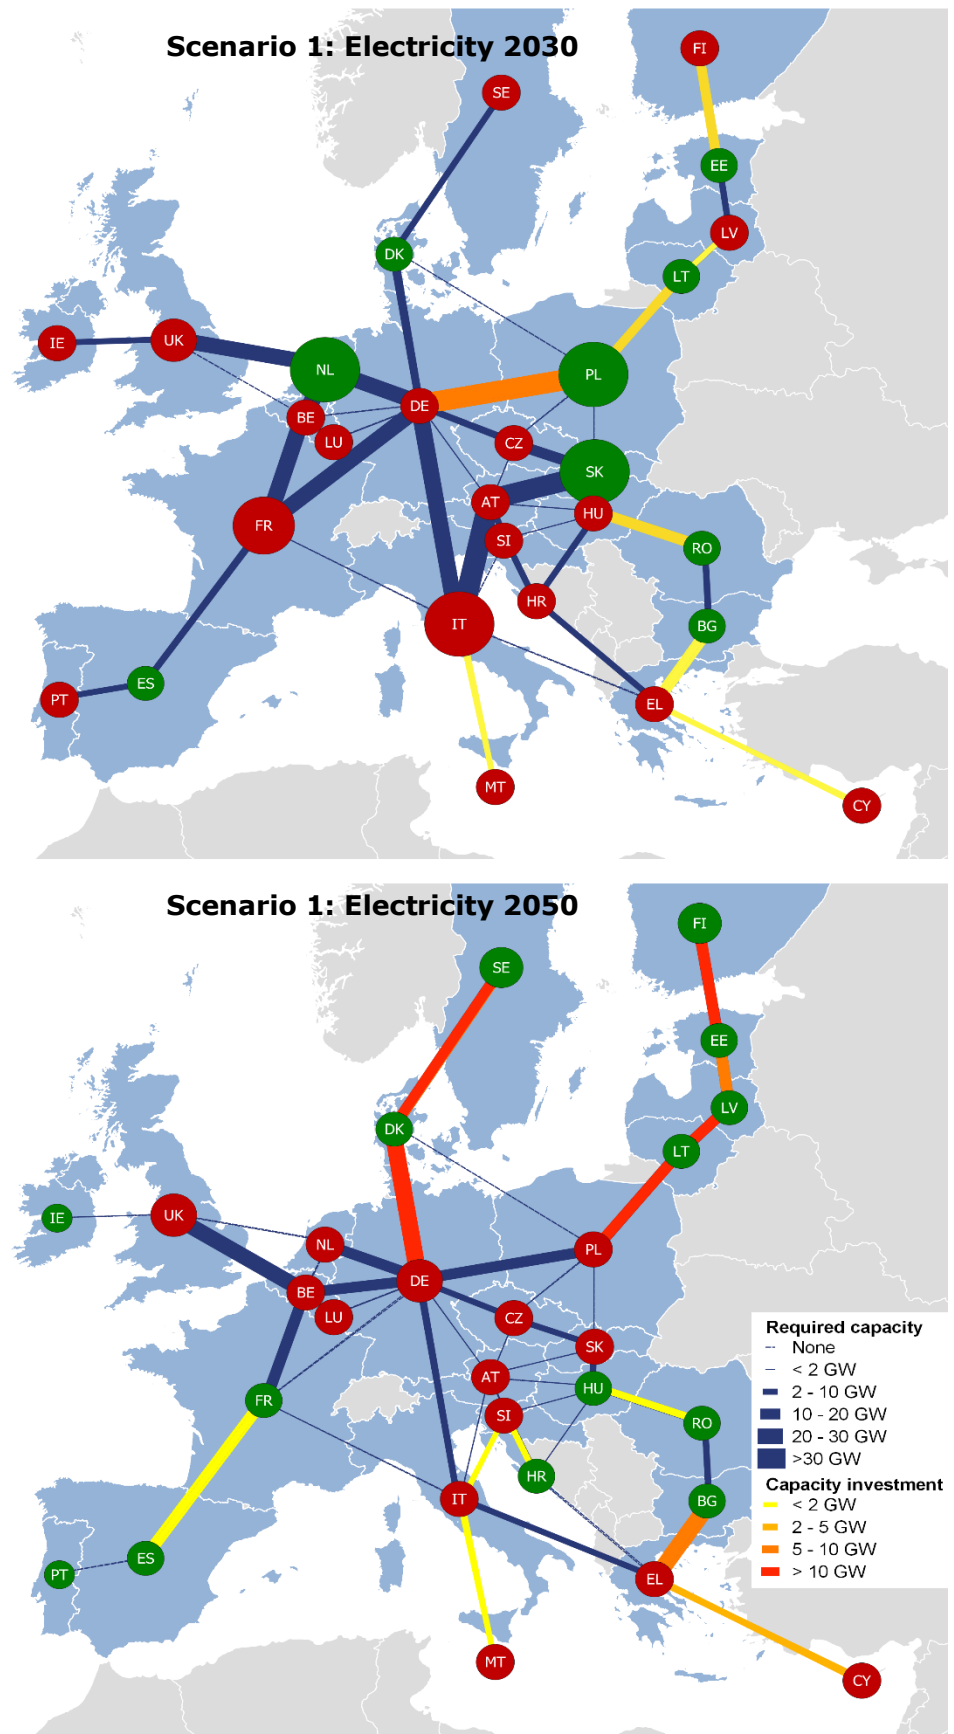 Scenario 1: Electricity 2030
FI
SE
EE
LV
DK
LT
IE
UK
NL
PL
DE
BE
LU
CZ
SK
AT
HU
FR
SI
RO
HR
IT
BG
ES
PT
EL
MT
CY
Scenario 1: Electricity 2050
FI
SE
EE
LV
DK
LT
IE
UK
NL
PL
DE
BE
LU
CZ
SK
AT
HU
FR
SI
RO
HR
IT
BG
ES
PT
EL
MT
CY
Required capacity
None
< 2 GW
2 - 10 GW
10 - 20 GW
20 - 30 GW
>30 GW
Capacity investment
< 2 GW
2 - 5 GW
5 - 10 GW
> 10 GW